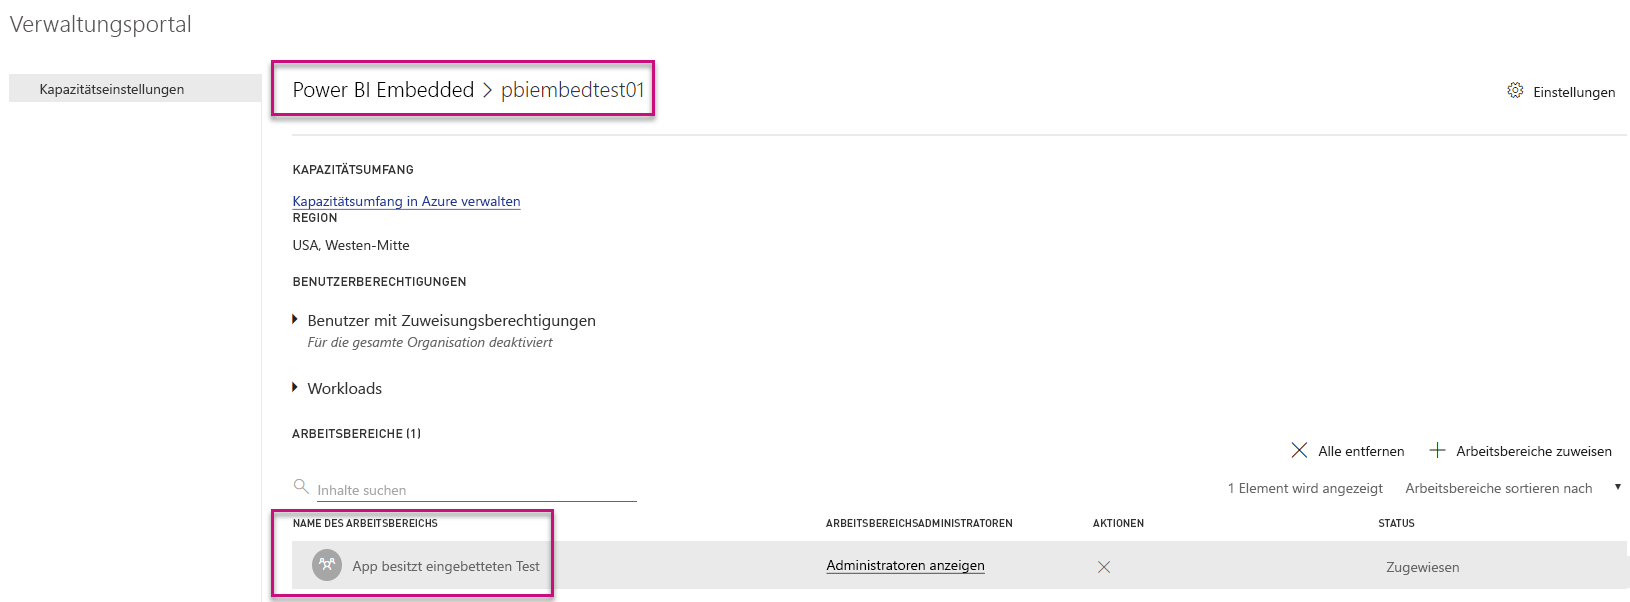 Verwaltungsportal
Kapazitätseinstellungen
Power BI Embedded > pbiembedtest01
Einstellungen
KAPAZITÄTSUMFANG
Kapazitätsumfang in Azure verwalten
REGION
USA, Westen-Mitte
BENUTZERBERECHTIGUNGEN
Benutzer mit Zuweisungsberechtigungen
Für die gesamte Organisation deaktiviert
Workloads
ARBEITSBEREICHE (1)
Alle entfernen Arbeitsbereiche zuweisen
Inhalte suchen
1 Element wird angezeigt Arbeitsbereiche sortieren nach
NAME DES ARBEITSBEREICHS ARBEITSBEREICHSADMINISTRATOREN AKTIONEN STATUS
App besitzt eingebetteten Test Administratoren anzeigen Zugewiesen